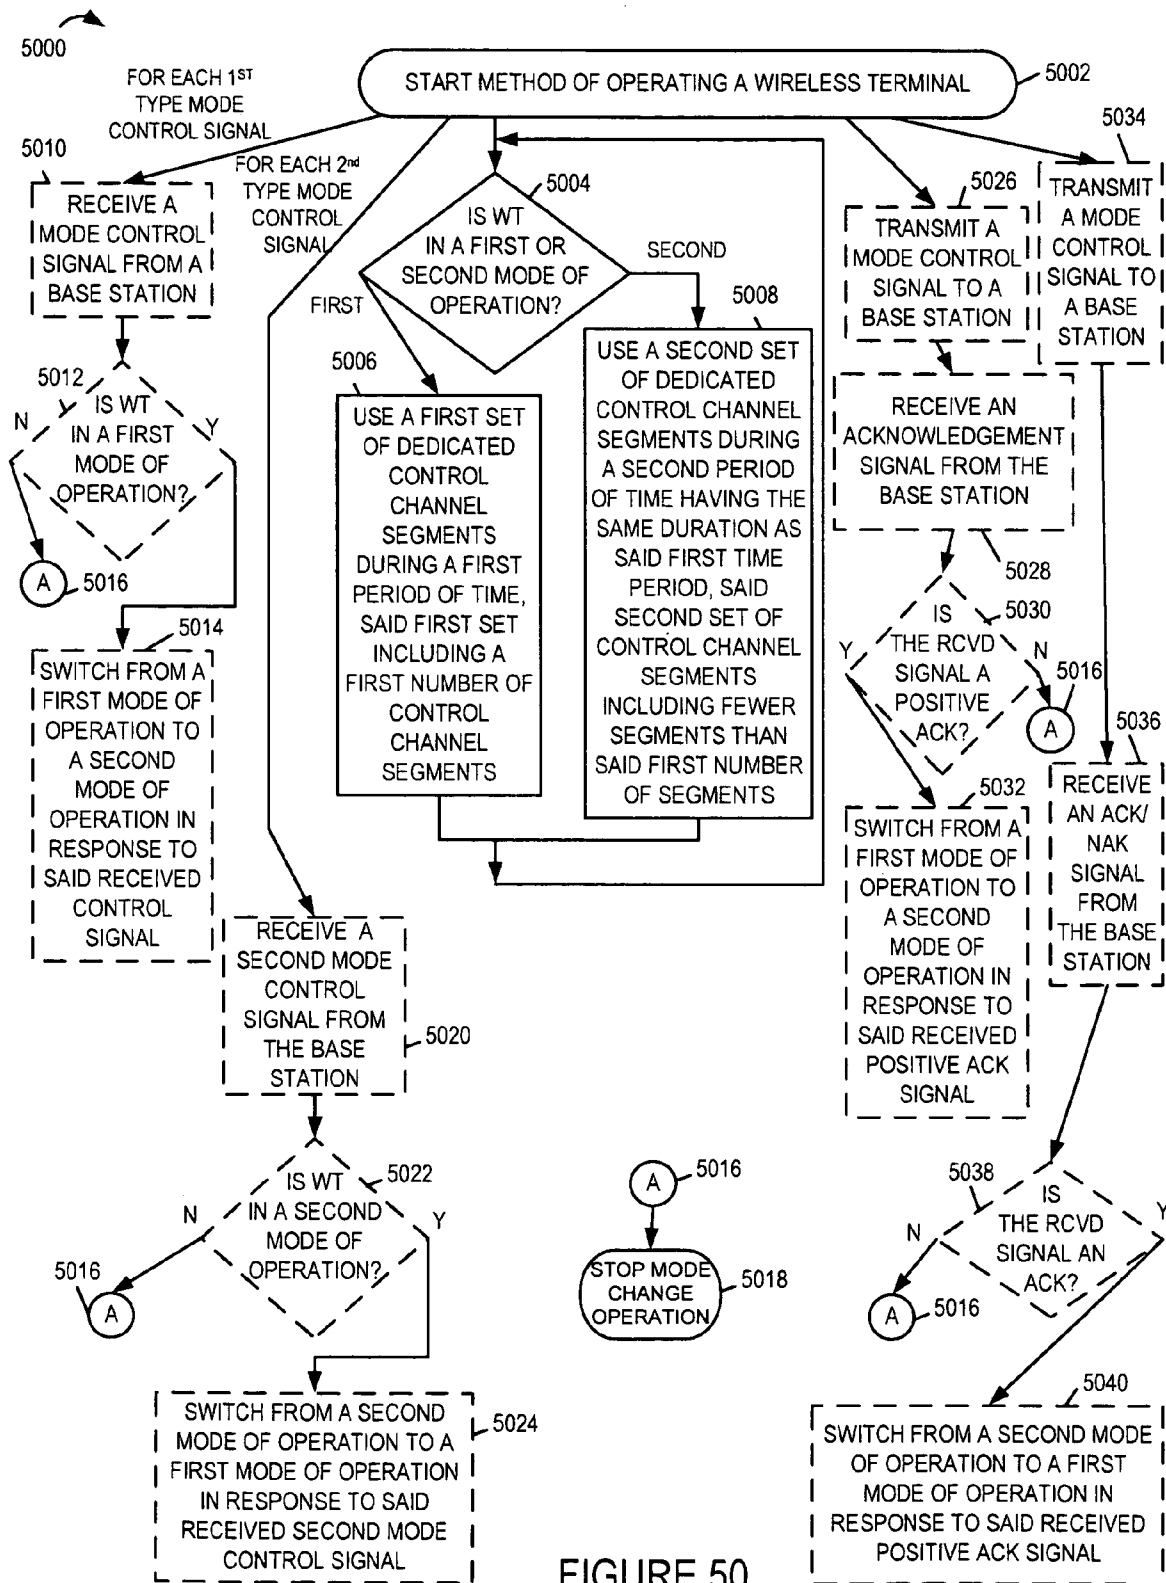 5000
START METHOD OF OPERATING A WIRELESS TERMINAL
5002
FOR EACH 1ST
TYPE MODE
CONTROL SIGNAL
5010
RECEIVE A
MODE CONTROL
SIGNAL FROM A
BASE STATION
5012
IS WT
IN A FIRST
MODE OF
OPERATION?
N
Y
A
5016
5014
SWITCH FROM A
FIRST MODE OF
OPERATION TO
A SECOND
MODE OF
OPERATION IN
RESPONSE TO
SAID RECEIVED
CONTROL
SIGNAL
FOR EACH 2nd
TYPE MODE
CONTROL
SIGNAL
5020
RECEIVE A
SECOND MODE
CONTROL
SIGNAL FROM
THE BASE
STATION
5022
IS WT
IN A SECOND
MODE OF
OPERATION?
N
Y
5016
A
5024
SWITCH FROM A SECOND
MODE OF OPERATION TO A
FIRST MODE OF OPERATION
IN RESPONSE TO SAID
RECEIVED SECOND MODE
CONTROL SIGNAL
5004
IS WT
IN A FIRST OR
SECOND MODE OF
OPERATION?
FIRST
SECOND
5006
USE A FIRST SET
OF DEDICATED
CONTROL
CHANNEL
SEGMENTS
DURING A FIRST
PERIOD OF TIME,
SAID FIRST SET
INCLUDING A
FIRST NUMBER OF
CONTROL
CHANNEL
SEGMENTS
5008
USE A SECOND SET
OF DEDICATED
CONTROL CHANNEL
SEGMENTS DURING
A SECOND PERIOD
OF TIME HAVING THE
SAME DURATION AS
SAID FIRST TIME
PERIOD, SAID
SECOND SET OF
CONTROL CHANNEL
SEGMENTS
INCLUDING FEWER
SEGMENTS THAN
SAID FIRST NUMBER
OF SEGMENTS
A
5016
STOP MODE
CHANGE
OPERATION
5018
5026
TRANSMIT A
MODE CONTROL
SIGNAL TO A
BASE STATION
RECEIVE AN
ACKNOWLEDGEMENT
SIGNAL FROM THE
BASE STATION
5028
5030
IS
THE RCVD
SIGNAL A
POSITIVE
ACK?
Y
N
5016
A
5032
SWITCH FROM A
FIRST MODE OF
OPERATION TO
A SECOND
MODE OF
OPERATION IN
RESPONSE TO
SAID RECEIVED
POSITIVE ACK
SIGNAL
5034
TRANSMIT
A MODE
CONTROL
SIGNAL TO
A BASE
STATION
5036
RECEIVE
AN ACK/
NAK
SIGNAL
FROM
THE BASE
STATION
5038
IS
THE RCVD
SIGNAL AN
ACK?
N
Y
A
5016
5040
SWITCH FROM A SECOND MODE
OF OPERATION TO A FIRST
MODE OF OPERATION IN
RESPONSE TO SAID RECEIVED
POSITIVE ACK SIGNAL
FIGURE 50